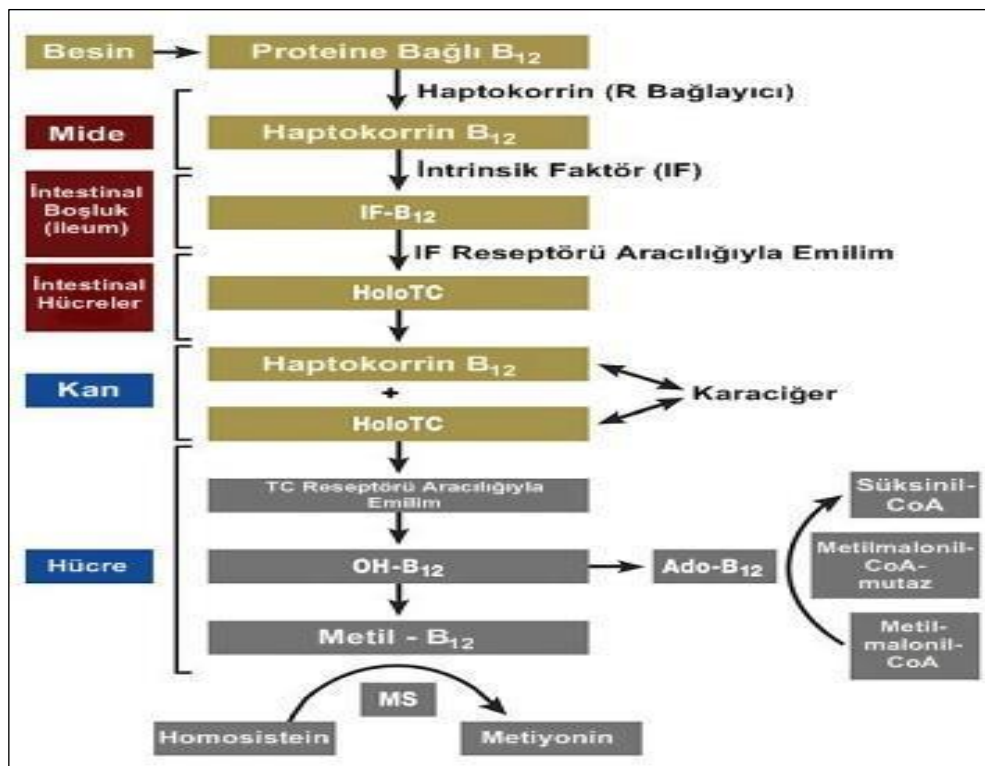 Besin
Proteine Bağlı B12
Haptokorrin (R Bağlayıcı)
Mide
Haptokorrin B12
İntrinsik Faktör (IF)
İntestinal
Boşluk
(ileum)
IF-B12
IF Reseptörü Aracılığıyla Emilim
İntestinal
Hücreler
HoloTC
Kan
Haptokorrin B12
+
HoloTC
Karaciğer
Hücre
TC Reseptörü Aracılığıyla
Emilim
OH-B12
Ado-B12
Süksinil-
CoA
Metilmalonil-
CoA-
mutaz
Metil-
malonil-
CoA
Metil - B12
MS
Homosistein
Metiyonin